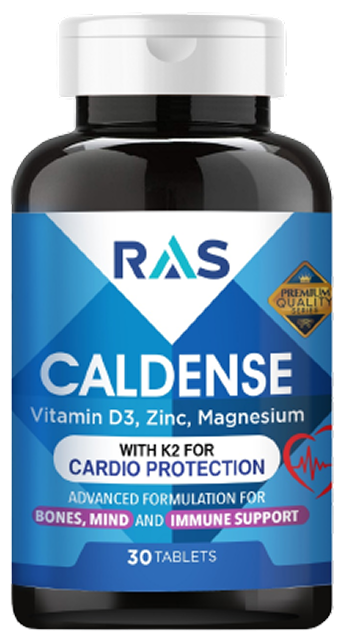 RAS
PREMIUM
QUALITY
SERIES
CALDENSE
Vitamin D3, Zinc, Magnesium
WITH K2 FOR
CARDIO PROTECTION
ADVANCED FORMULATION FOR
BONES, MIND AND IMMUNE SUPPORT
30 TABLETS